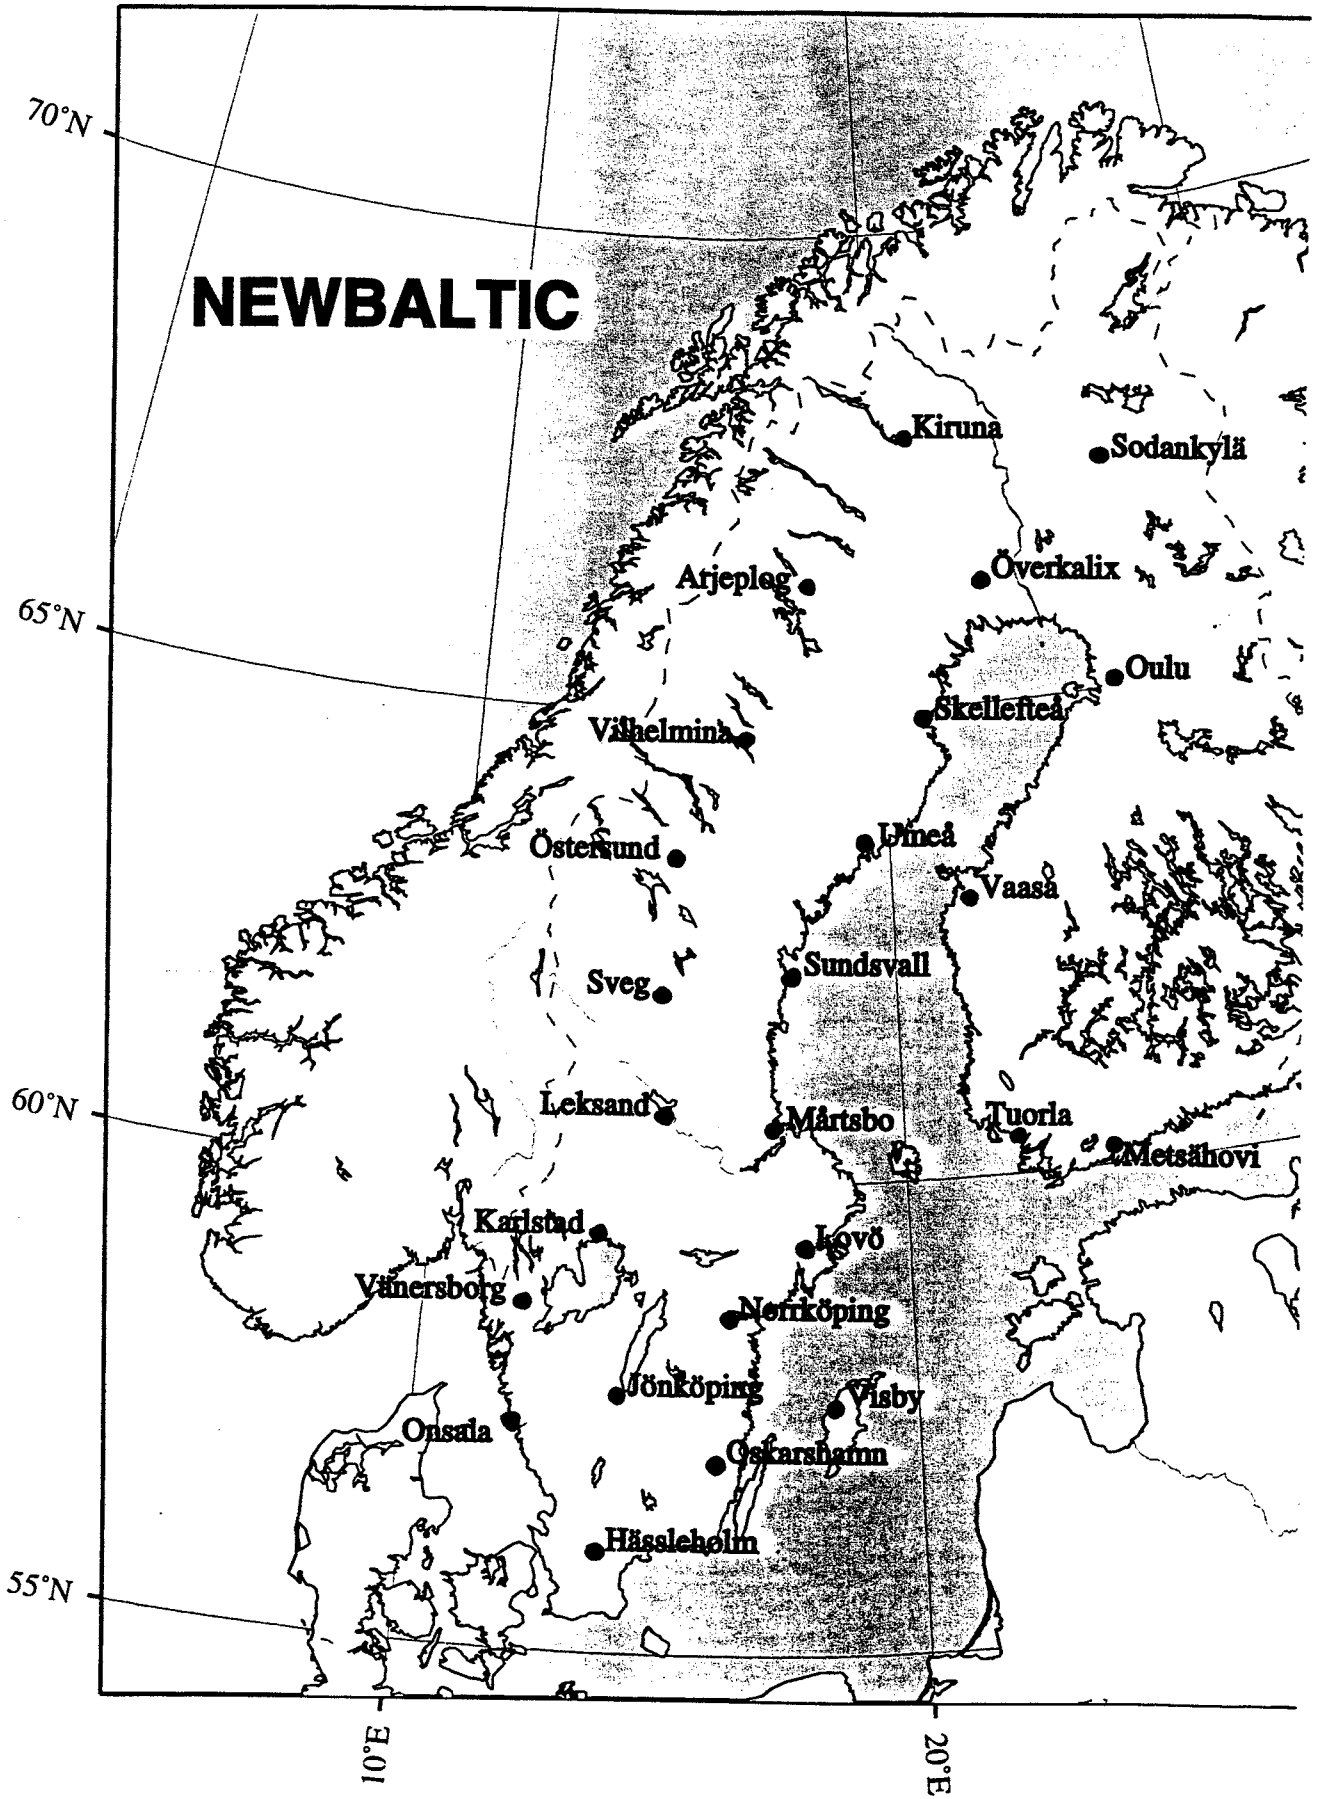 70°N
NEWBALTIC
Kiruna
Sodankylä
Arjeplog
Överkalix
65°N
Oulu
Skellefteå
Vilhelmina
Umeå
Östersund
Vaasa
Sundsvall
Sveg
60°N
Leksand
Mårtsbo
Tuorla
Metsähovi
Karlstad
Lovö
Vänersborg
Norrköping
Jönköping
Visby
Onsala
Oskarshamn
Hässleholm
55°N
10°E
20°E